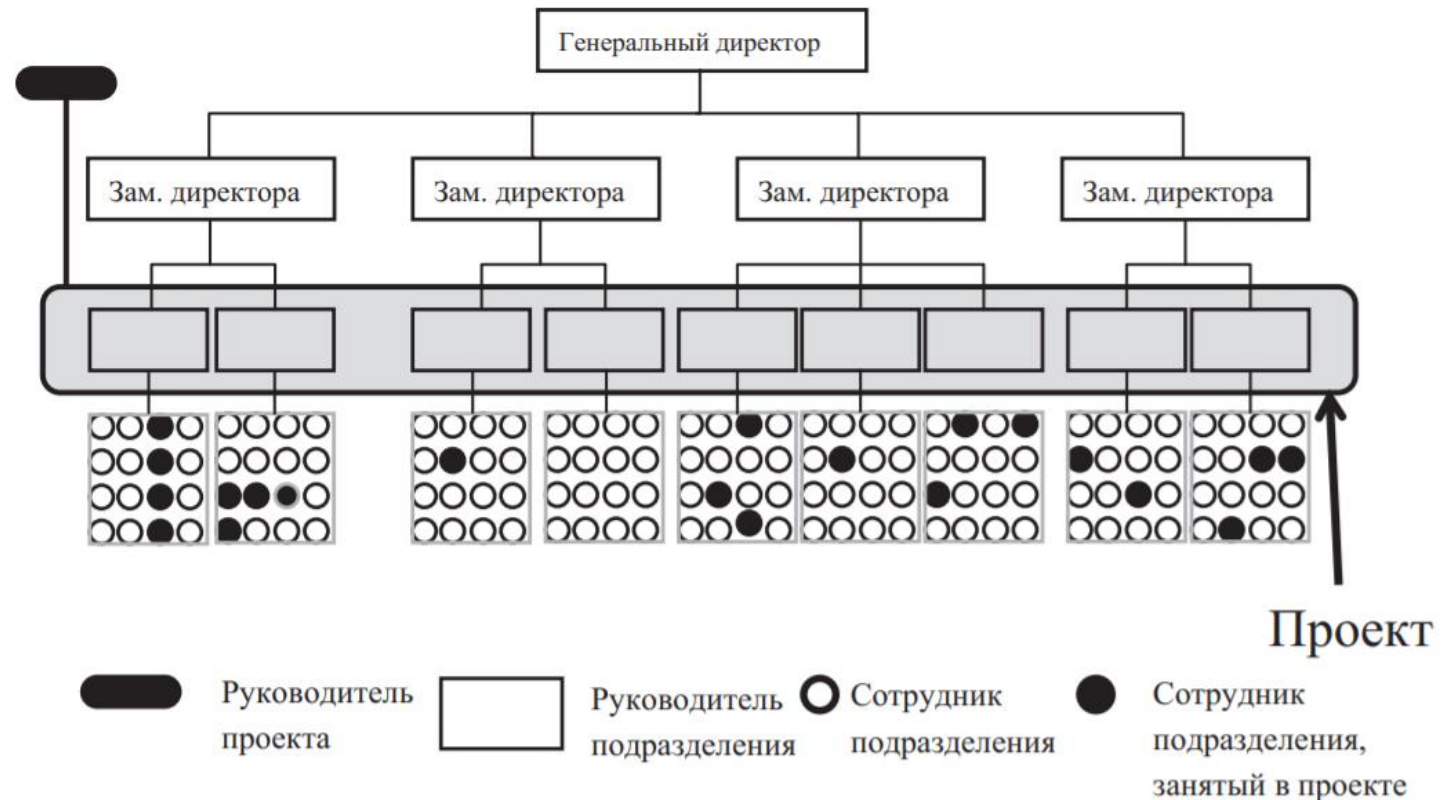 Генеральный директор
Зам. директора
Зам. директора
Зам. директора
Зам. директора
Проект
Руководитель
проекта
Руководитель
подразделения
Сотрудник
подразделения
Сотрудник
подразделения,
занятый в проекте